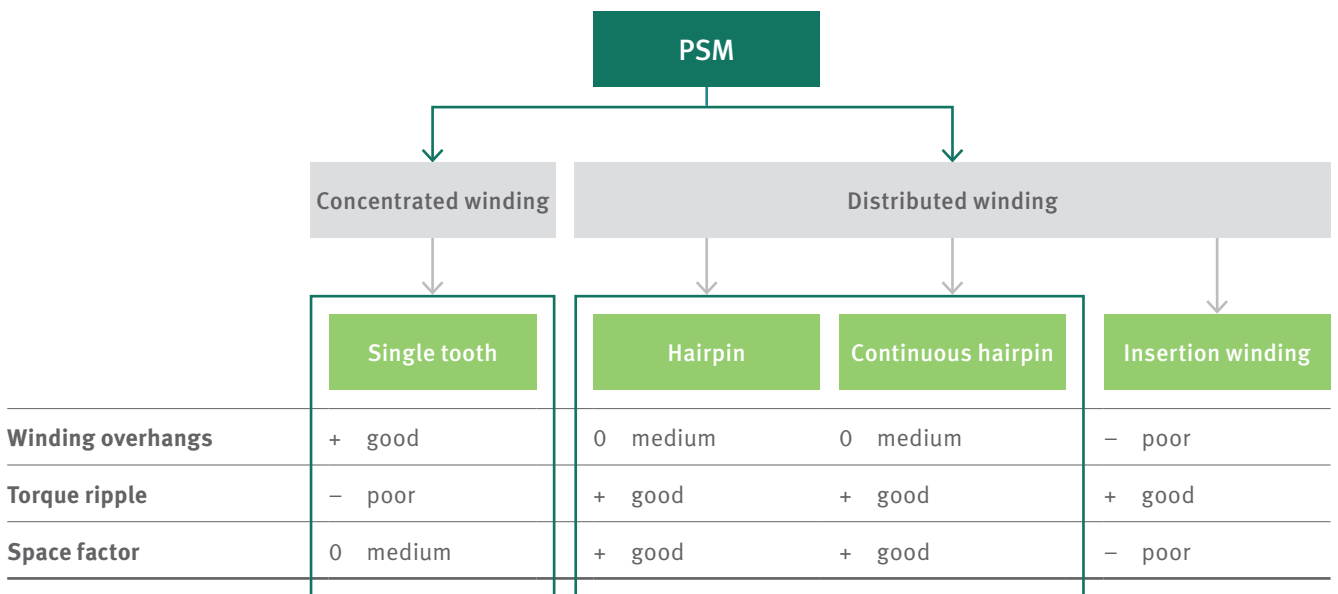 PSM
Concentrated winding
Distributed winding
Single tooth
Hairpin
Continuous hairpin
Insertion winding
Winding overhangs + good 0 medium 0 medium – poor
Torque ripple – poor + good + good + good
Space factor 0 medium + good + good – poor